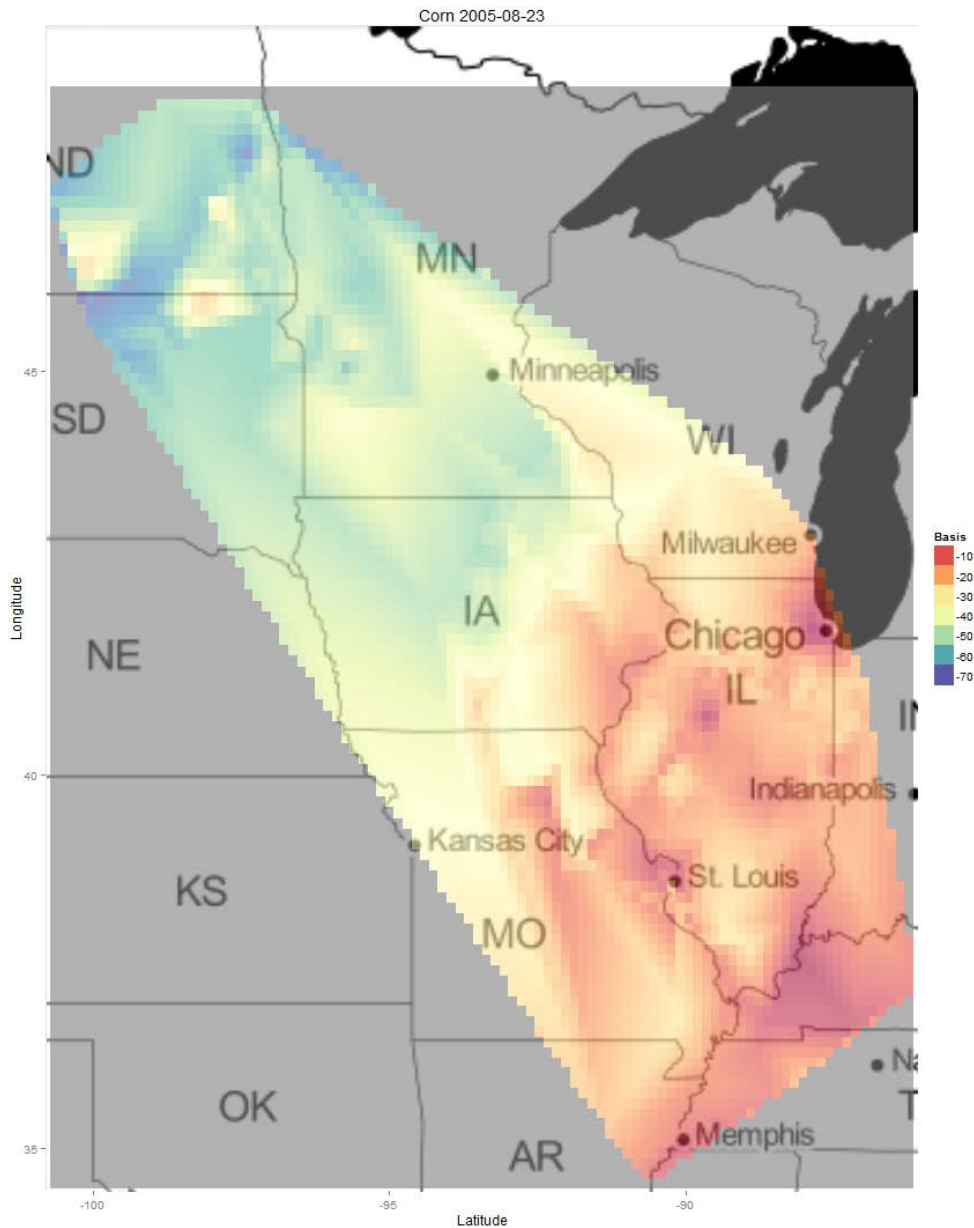 Corn 2005-08-23
ND
MN
45
Minneapolis
SD
WI
Milwaukee
Basis
-10
-20
-30
-40
-50
-60
-70
Longitude
IA
NE
Chicago
IL
IN
40
Indianapolis
Kansas City
KS
St. Louis
MO
Na
OK
T
35
AR
Memphis
-100
-95
-90
Latitude